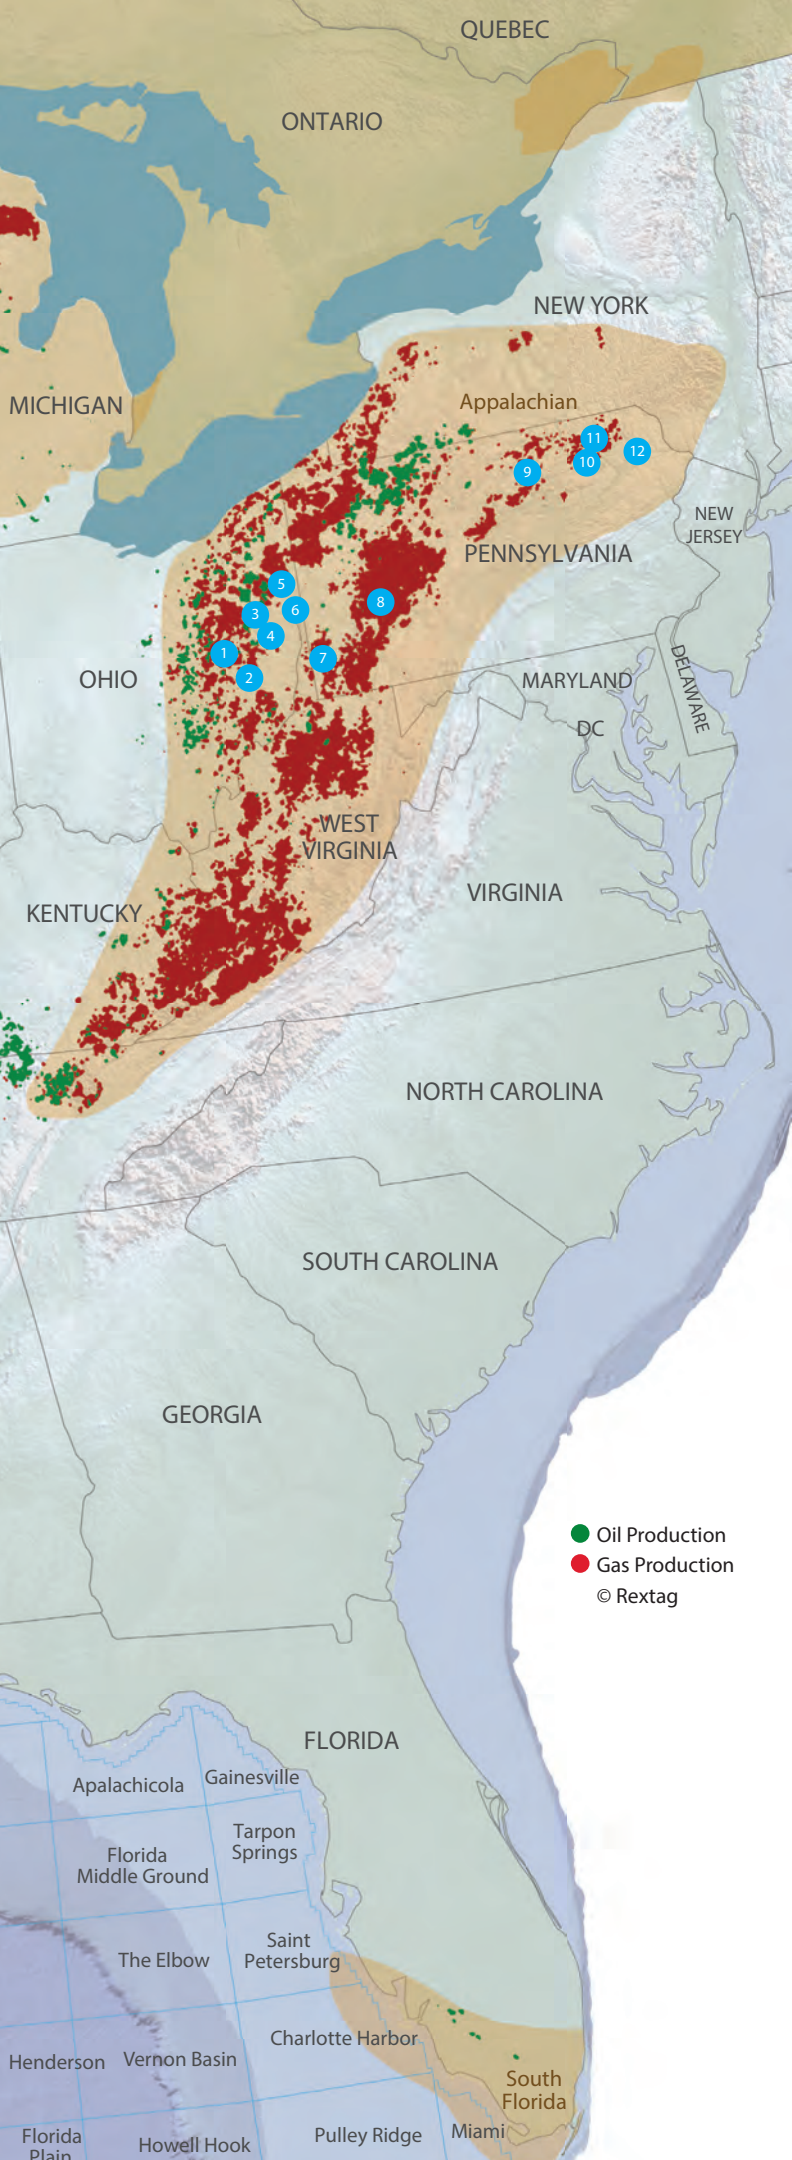 QUEBEC
ONTARIO
NEW YORK
MICHIGAN
Appalachian
11
12
10
9
NEW
JERSEY
PENNSYLVANIA
5
8
6
3
4
1
7
2
OHIO
MARYLAND
DELAWARE
DC
WEST
VIRGINIA
VIRGINIA
KENTUCKY
NORTH CAROLINA
SOUTH CAROLINA
GEORGIA
Oil Production
Gas Production
© Rextag
FLORIDA
Apalachicola
Gainesville
Tarpon
Springs
Florida
Middle Ground
Saint
Petersburg
The Elbow
Charlotte Harbor
Henderson
Vernon Basin
South
Florida
Miami
Pulley Ridge
Florida
Plain
Howell Hook